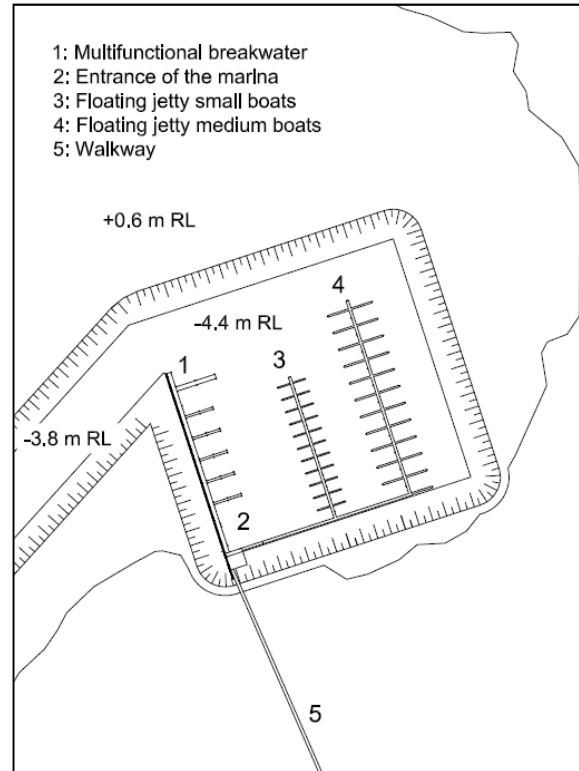 1: Multifunctional breakwater
2: Entrance of the marina
3: Floating jetty small boats
4: Floating jetty medium boats
5: Walkway
+0.6 m RL
4
-4.4 m RL
1
3
-3.8 m RL
2
5